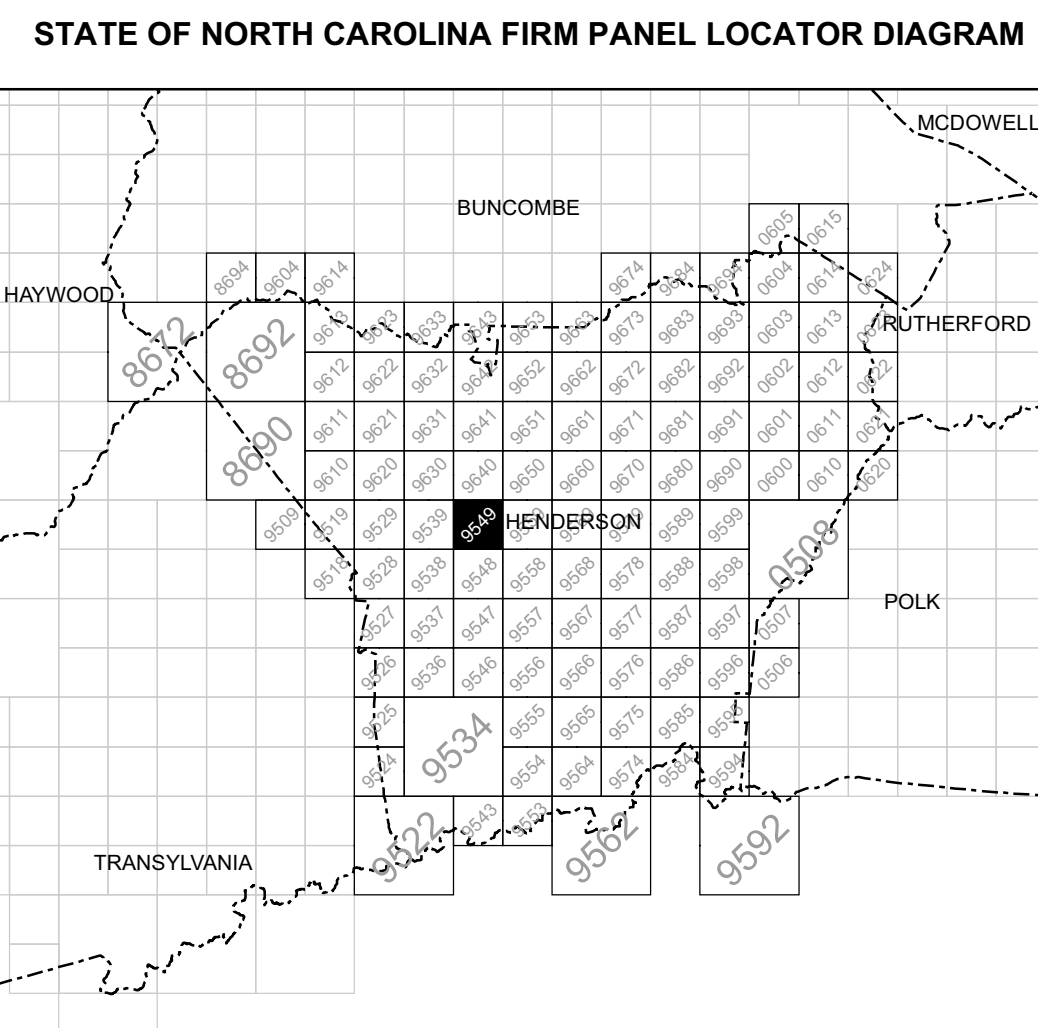 STATE OF NORTH CAROLINA FIRM PANEL LOCATOR DIAGRAM
MCDOWELL
BUNCOMBE
0605 0615
8694 9604 9614 9674 9684 9694 0604 0614 0624
HAYWOOD
8672 8692
9613 9623 9633 9643 9653 9663 9673 9683 9693 0603 0613
RUTHERFORD
9612 9622 9632 9642 9652 9662 9672 9682 9692 0602 0612 0622
8690
9611 9621 9631 9641 9651 9661 9671 9681 9691 0601 0611 0621
9610 9620 9630 9640 9650 9660 9670 9680 9690 0600 0610 0620
9509 9519 9529 9539 9549 HENDERSON 9589 9599
0508
9518 9528 9538 9548 9558 9568 9578 9588 9598
POLK
9527 9537 9547 9557 9567 9577 9587 9597 0507
9526 9536 9546 9556 9566 9576 9586 9596 0506
9525 9534 9555 9565 9575 9585 9595
9524 9554 9564 9574 9584 9594
9522 9543 9553 9562 9592
TRANSYLVANIA